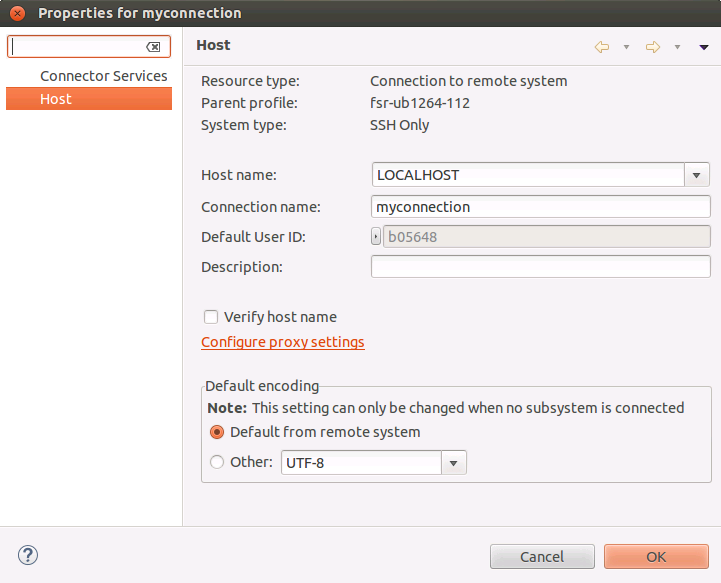 Properties for myconnection
Host
Connector Services
Host
Resource type: Connection to remote system
Parent profile: fsr-ub1264-112
System type: SSH Only
Host name: LOCALHOST
Connection name: myconnection
Default User ID: b05648
Description:
Verify host name
Configure proxy settings
Default encoding
Note: This setting can only be changed when no subsystem is connected
Default from remote system
Other: UTF-8
?
Cancel OK